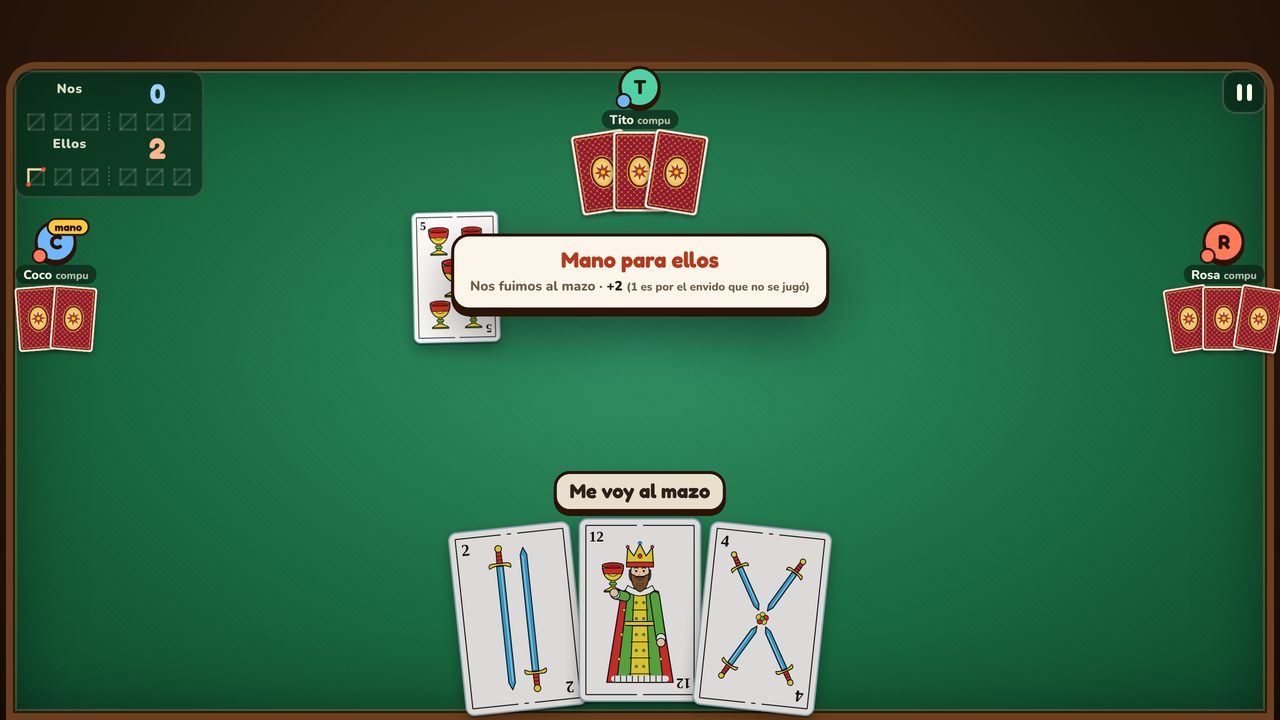 Nos 0
Ellos 2
T
Tito compu
mano
C
Coco compu
R
Rosa compu
5
5
Mano para ellos
Nos fuimos al mazo · +2 (1 es por el envido que no se jugó)
Me voy al mazo
2
2
12
12
4
4